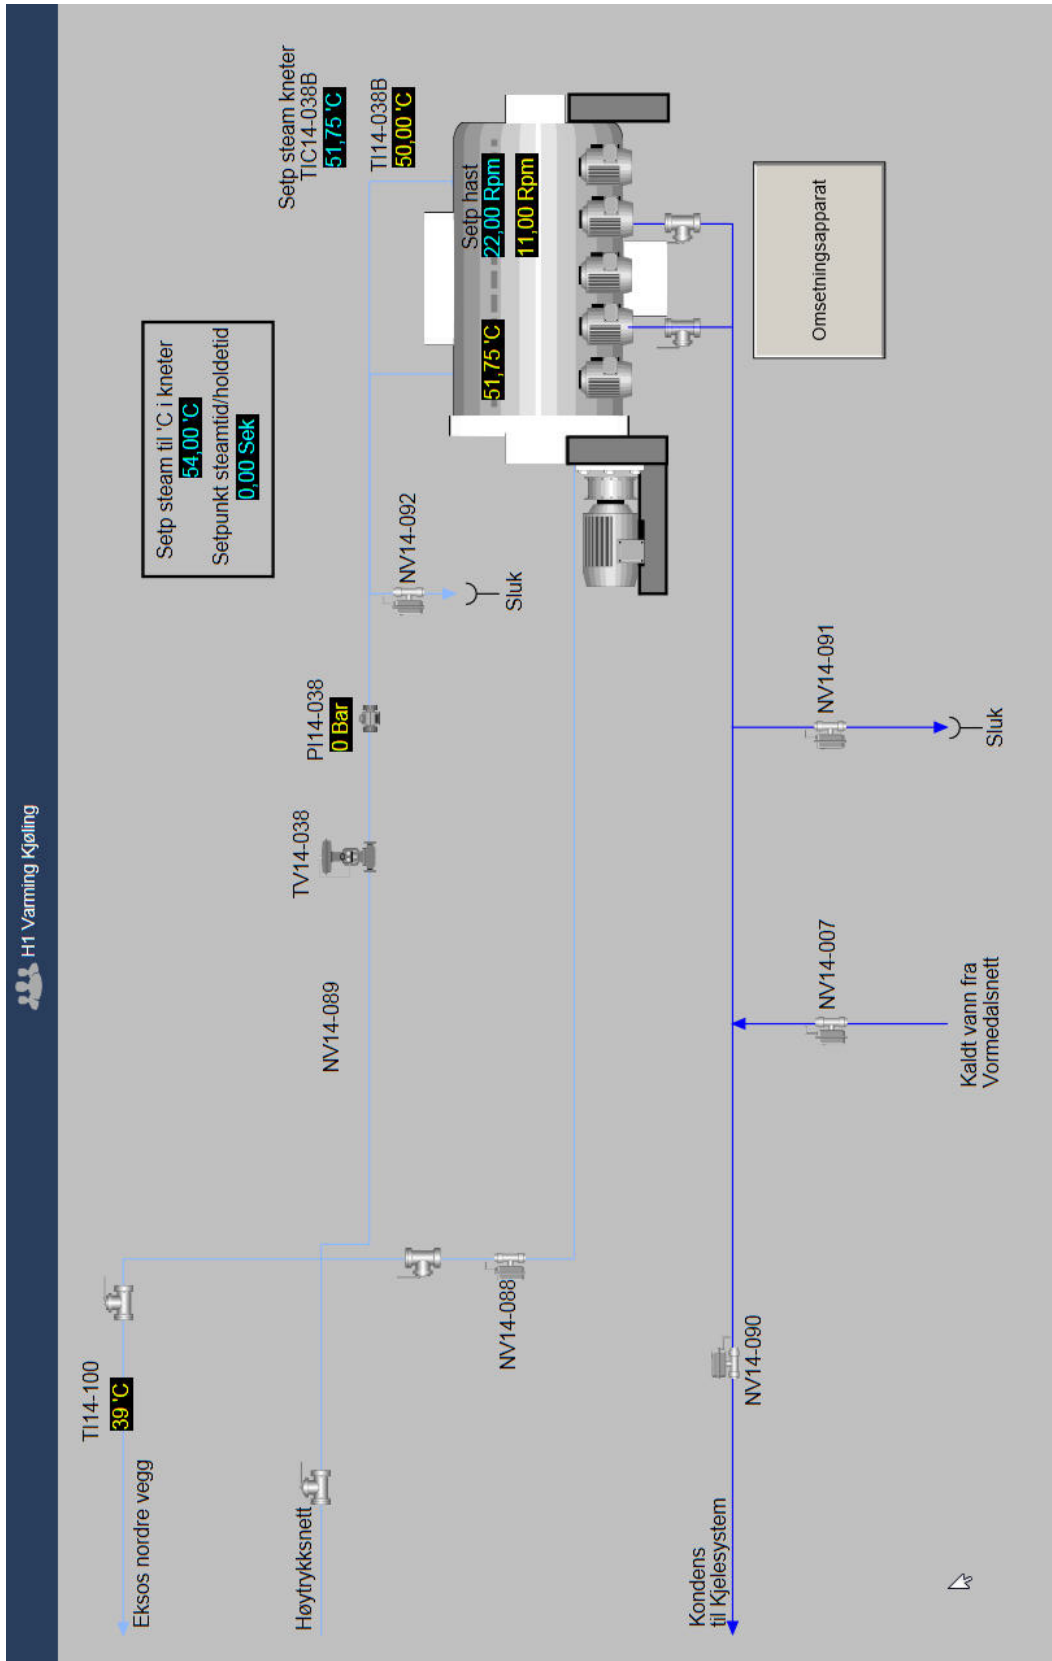 H1 Varming Kjøling
TI14-100
39 'C
Eksos nordre vegg
Høytrykksnett
NV14-089
TV14-038
PI14-038
0 Bar
NV14-092
Sluk
Setp steam til 'C i kneter
54,00 'C
Setpunkt steamtid/holdetid
0,00 Sek
Setp steam kneter
TIC14-038B
51,75 'C
TI14-038B
50,00 'C
Setp hast
22,00 Rpm
11,00 Rpm
51,75 'C
NV14-088
Kondens
til Kjelesystem
NV14-090
NV14-007
Kaldt vann fra
Vormedalsnett
NV14-091
Sluk
Omsetningsapparat